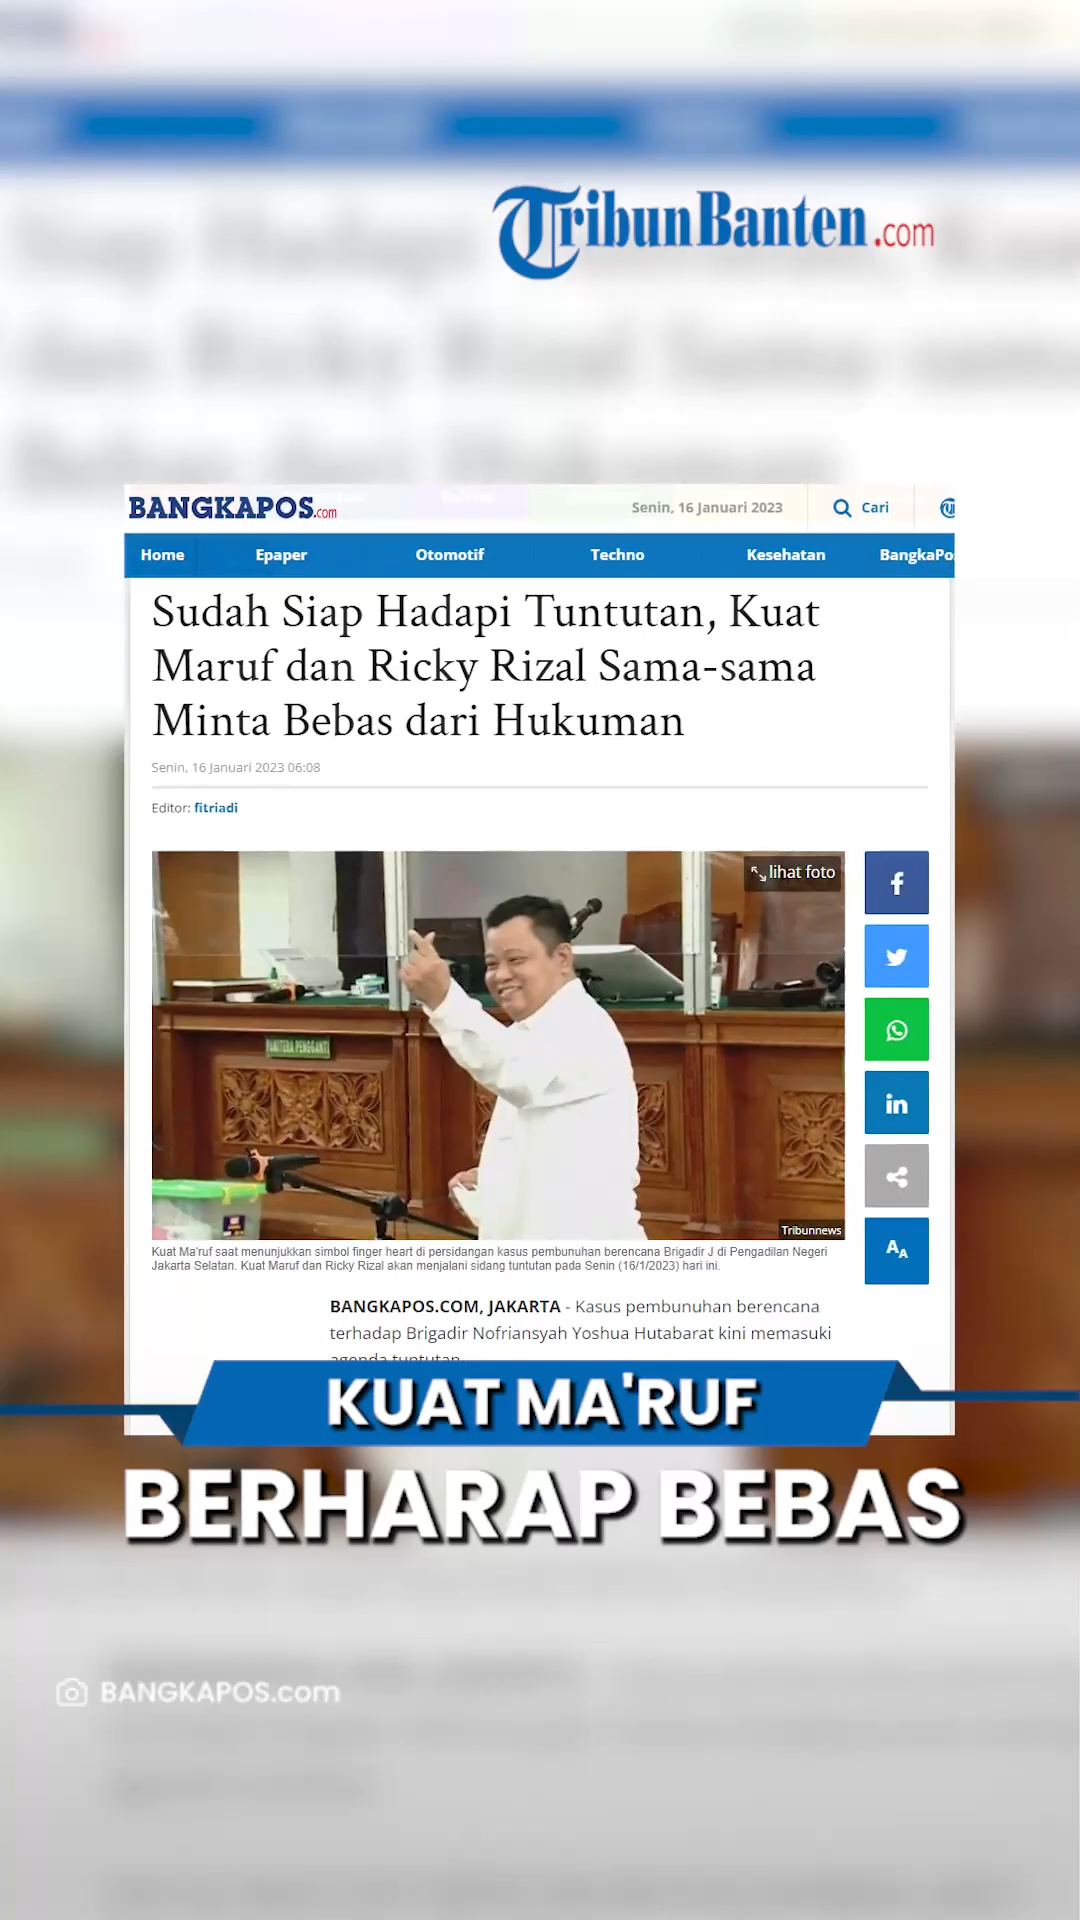 TribunBanten.com
BANGKAPOS.com
Senin, 16 Januari 2023
Cari
Home
Epaper
Otomotif
Techno
Kesehatan
BangkaPo
Sudah Siap Hadapi Tuntutan, Kuat
Maruf dan Ricky Rizal Sama-sama
Minta Bebas dari Hukuman
Senin, 16 Januari 2023 06:08
Editor: fitriadi
lihat foto
PANITERA PENGGANTI
Tribunnews
Kuat Ma'ruf saat menunjukkan simbol finger heart di persidangan kasus pembunuhan berencana Brigadir J di Pengadilan Negeri
Jakarta Selatan. Kuat Maruf dan Ricky Rizal akan menjalani sidang tuntutan pada Senin (16/1/2023) hari ini.
BANGKAPOS.COM, JAKARTA - Kasus pembunuhan berencana
terhadap Brigadir Nofriansyah Yoshua Hutabarat kini memasuki
agenda tuntutan.
KUAT MA'RUF
BERHARAP BEBAS
BANGKAPOS.com